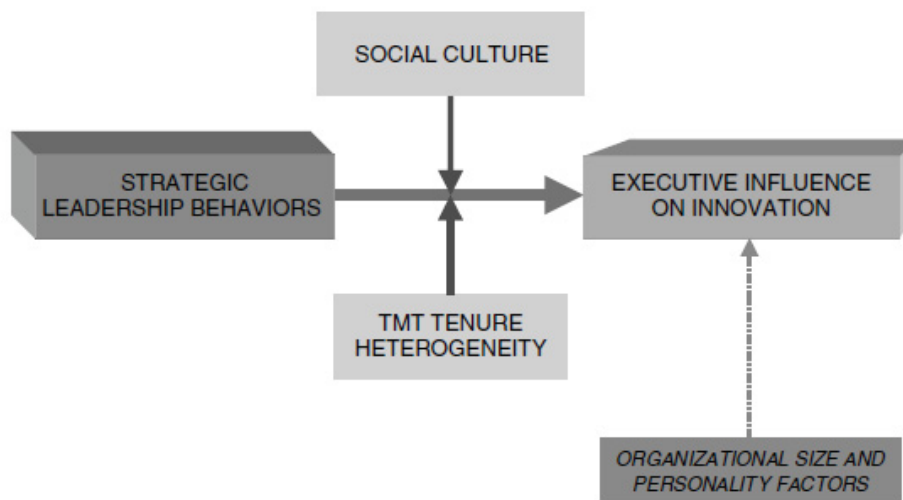 SOCIAL CULTURE
STRATEGIC
LEADERSHIP BEHAVIORS
EXECUTIVE INFLUENCE
ON INNOVATION
TMT TENURE
HETEROGENEITY
ORGANIZATIONAL SIZE AND
PERSONALITY FACTORS